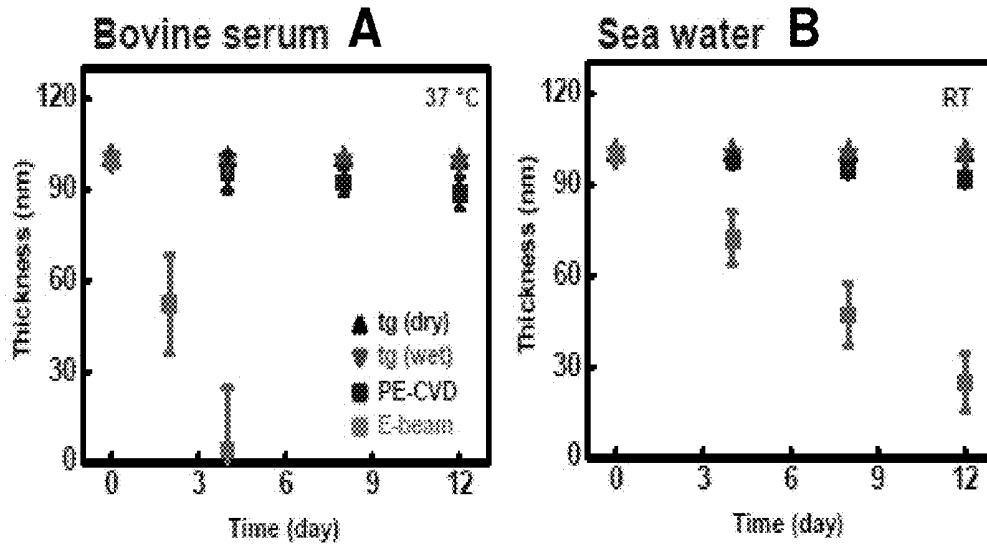 Bovine serum A
37 °C
120
90
60
30
0
Thickness (nm)
tg (dry)
tg (wet)
PE-CVD
E-beam
0 3 6 9 12
Time (day)
Sea water B
RT
120
90
60
30
0
Thickness (nm)
0 3 6 9 12
Time (day)